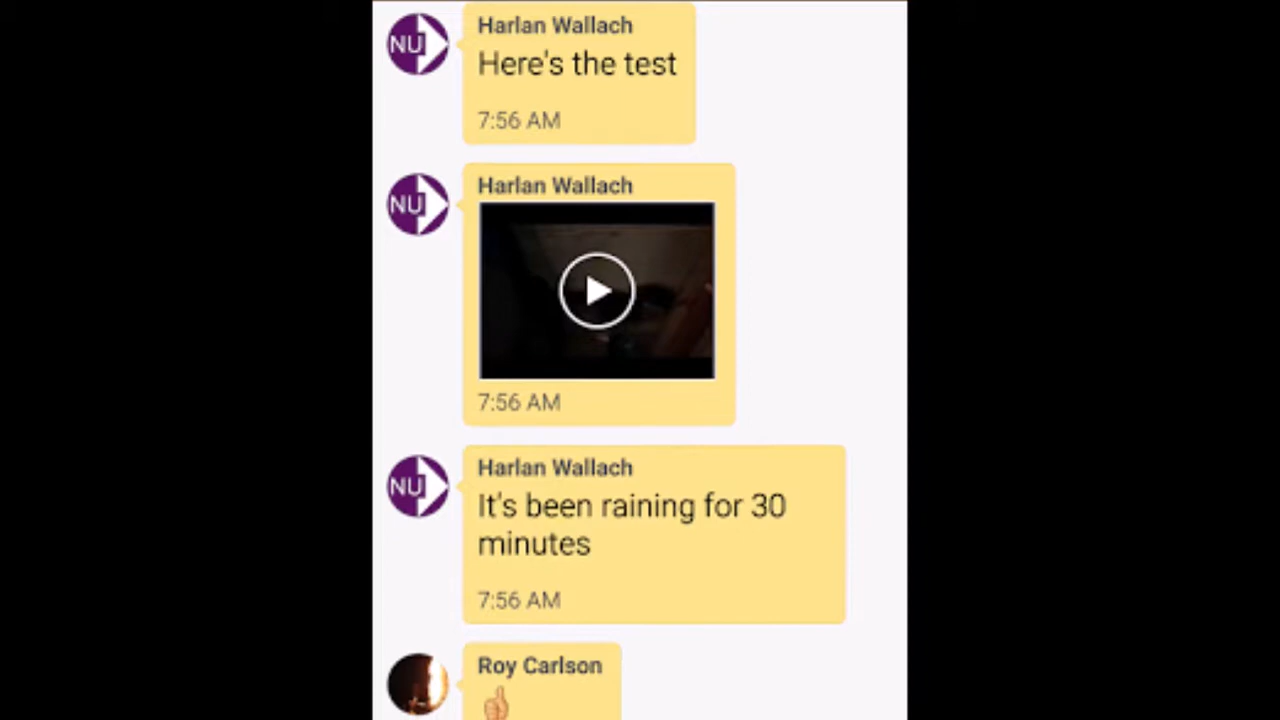 NU
Harlan Wallach
Here's the test
7:56 AM
NU
Harlan Wallach
7:56 AM
NU
Harlan Wallach
It's been raining for 30
minutes
7:56 AM
Roy Carlson